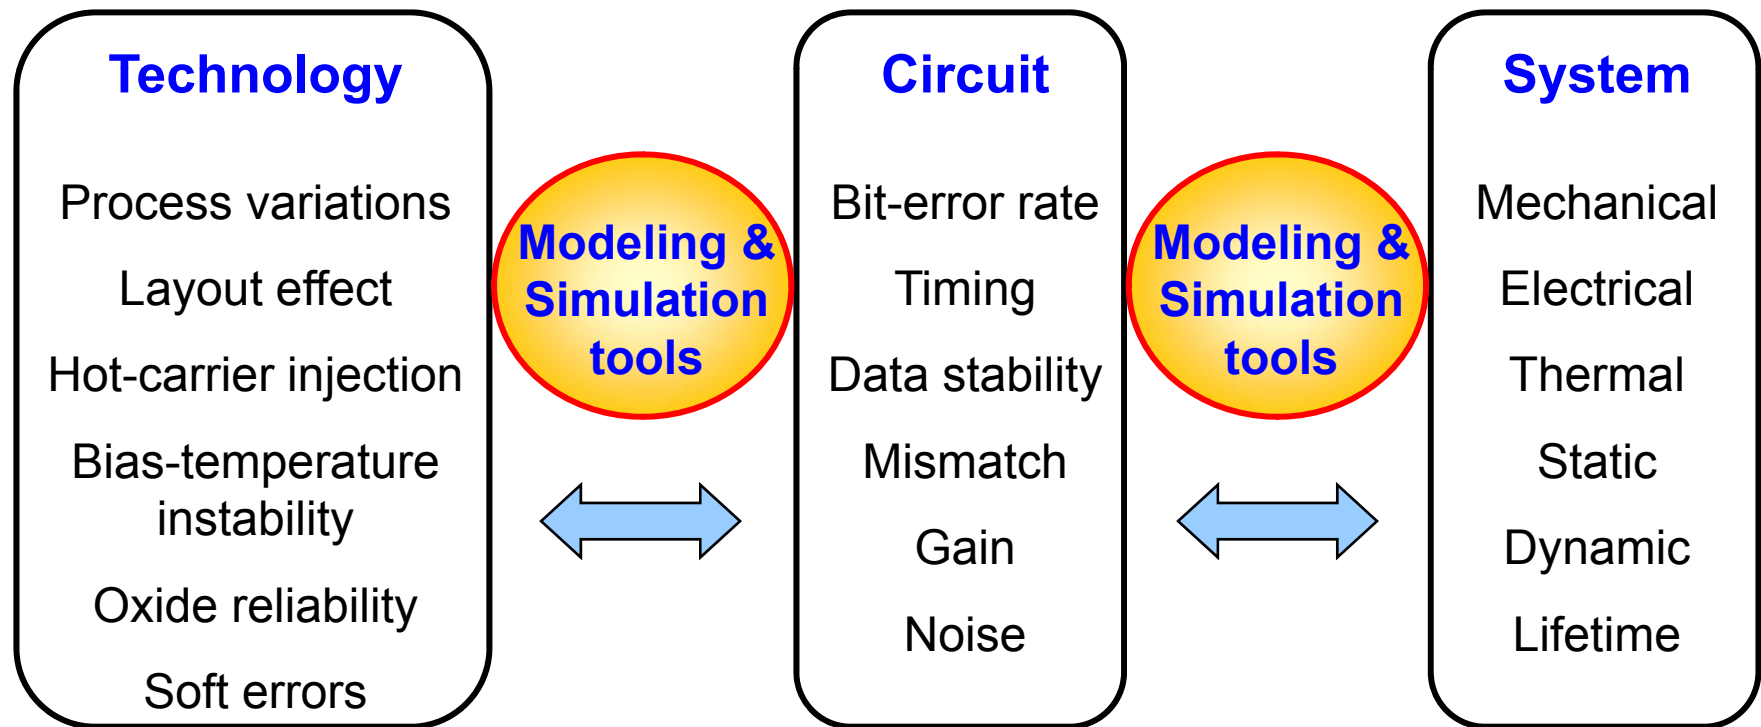 Technology
Process variations
Layout effect
Hot-carrier injection
Bias-temperature
instability
Oxide reliability
Soft errors
Modeling &
Simulation
tools
Circuit
Bit-error rate
Timing
Data stability
Mismatch
Gain
Noise
Modeling &
Simulation
tools
System
Mechanical
Electrical
Thermal
Static
Dynamic
Lifetime